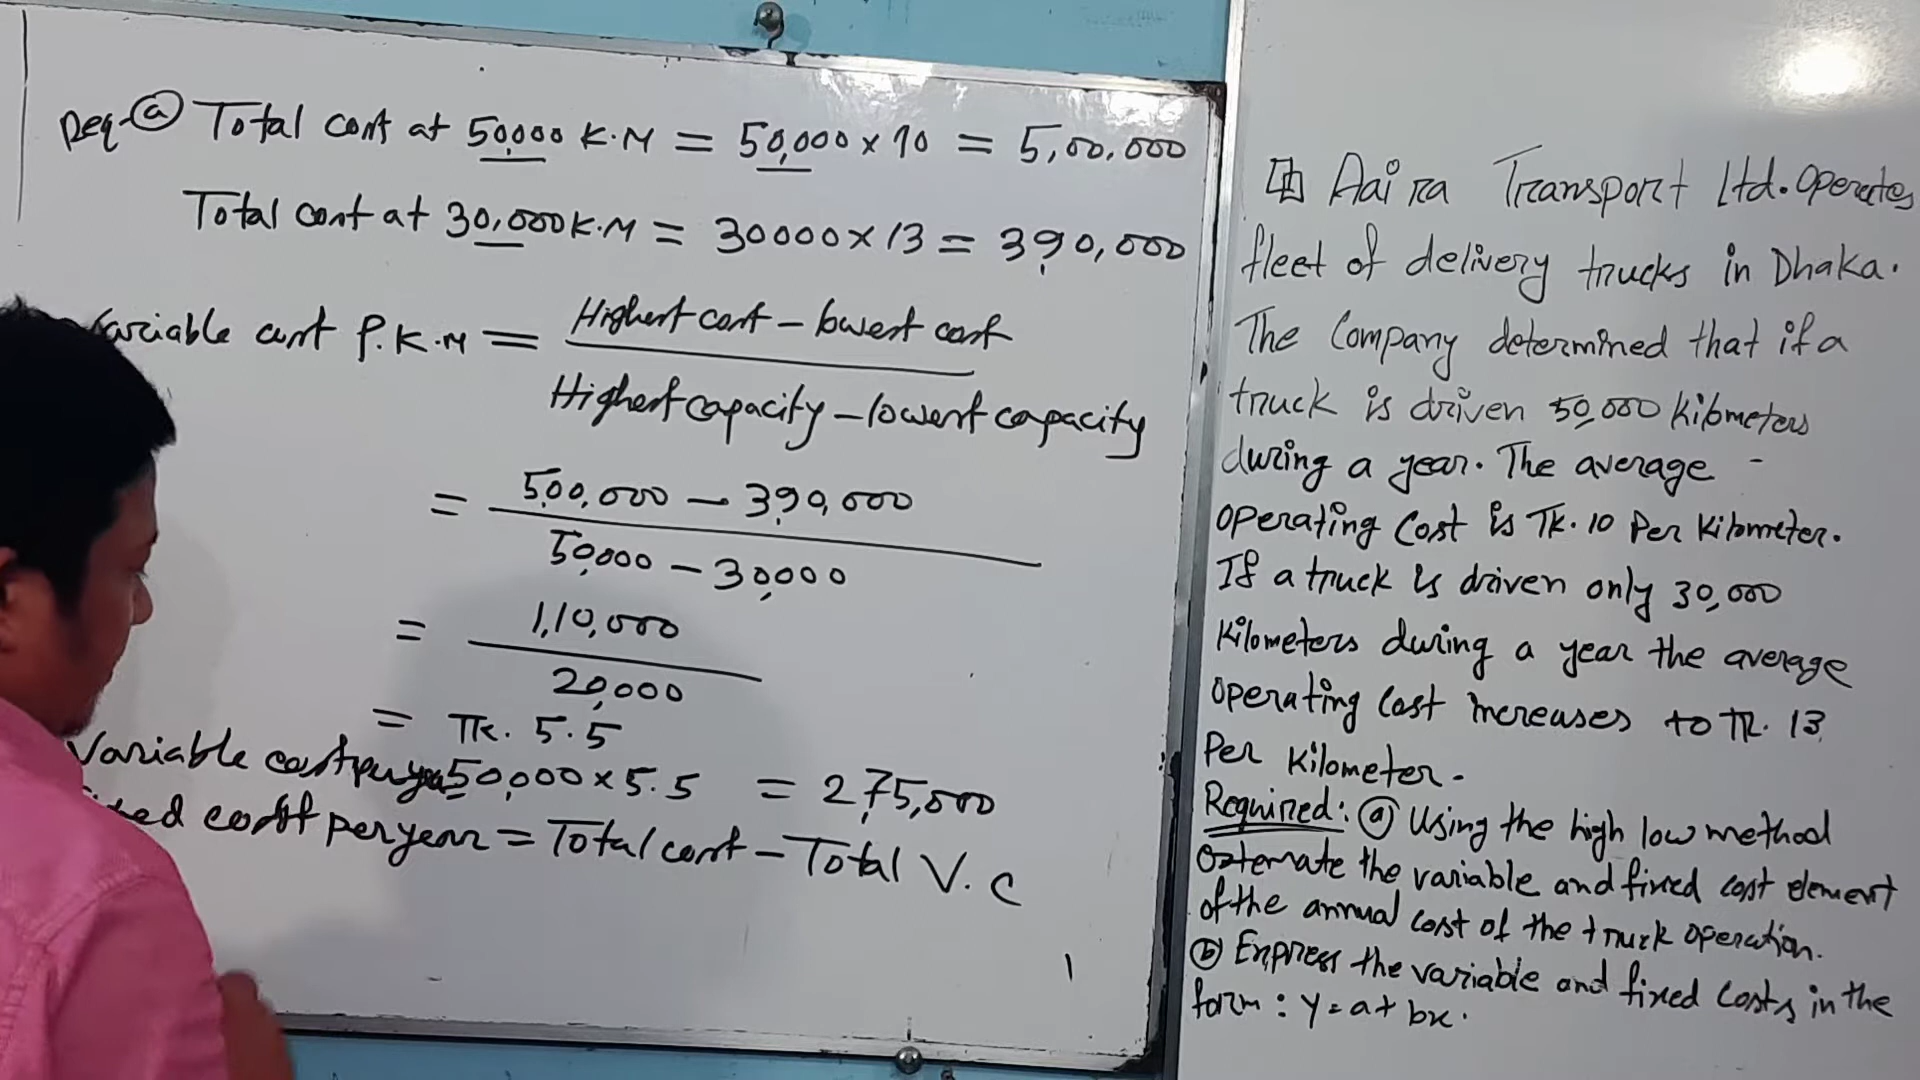 Req-ⓐ Total cost at 50,000 K.M = 50,000 × 10 = 5,00,000
Total cost at 30,000 K.M = 30000 × 13 = 390,000
Variable cost P.K.M = Highest cost - lowest cost
Highest capacity - lowest capacity
= 500,000 - 390,000
50,000 - 30,000
= 1,10,000
20,000
= TK. 5.5
Variable cost per year 50,000 × 5.5 = 275,000
cost per year = Total cost - Total V.C
Aaira Transport Ltd. Operates
fleet of delivery trucks in Dhaka.
The Company determined that if a
truck is driven 50,000 kilometers
during a year. The average -
operating Cost is TK. 10 Per Kilometer.
If a truck is driven only 30,000
Kilometers during a year the average
operating Cost increases to TK. 13
Per Kilometer.
Required: ⓐ Using the high low method
the variable and fixed cost element
of the annual cost of the truck operation.
ⓑ Express the variable and fixed Costs in the
form: Y = a + bx.